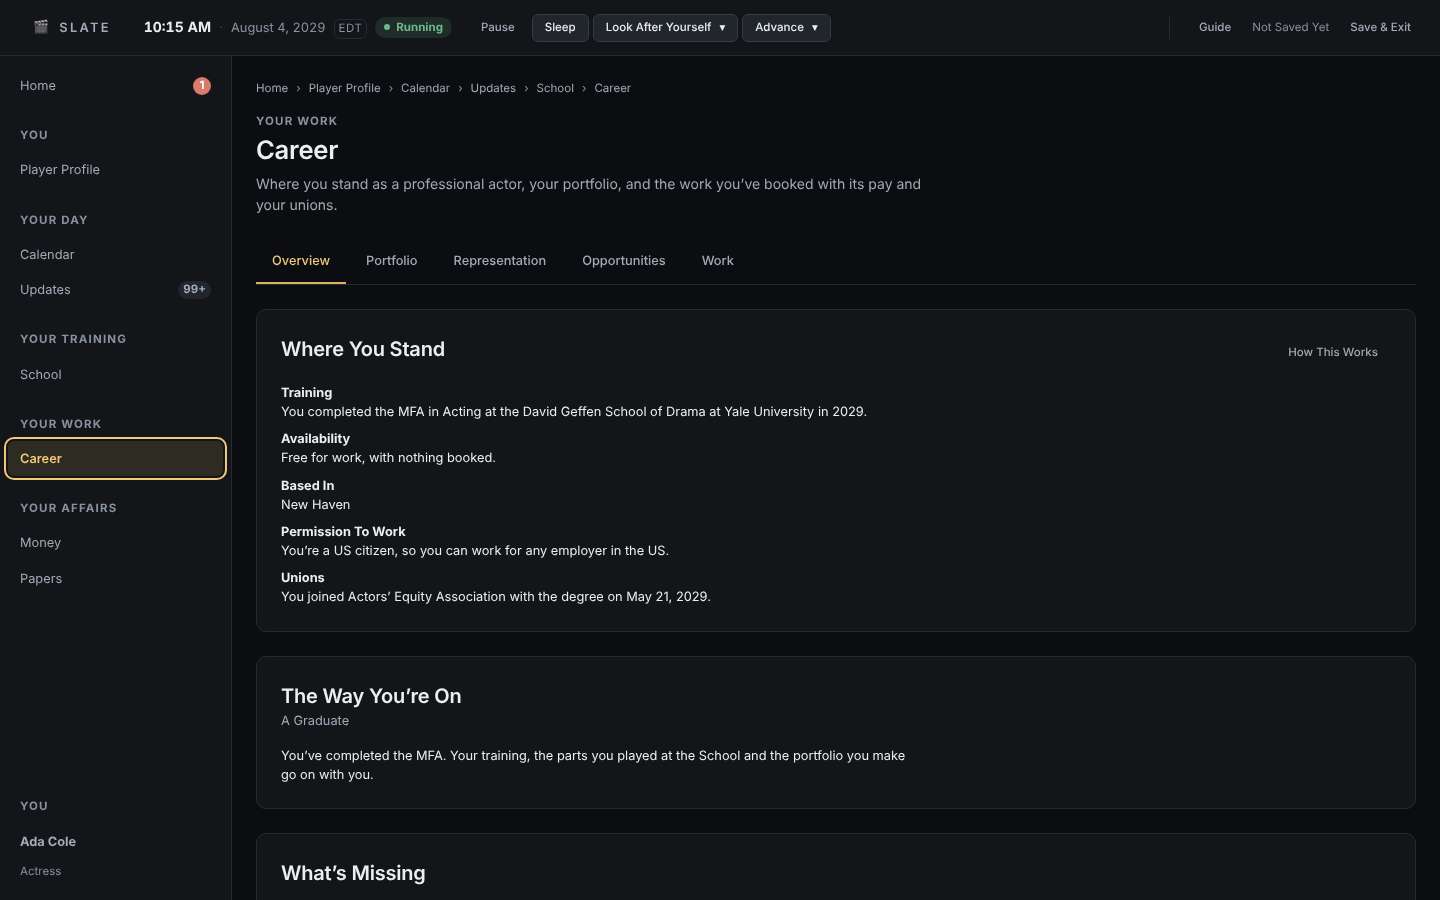 SLATE
10:15 AM · August 4, 2029 EDT Running Pause Sleep Look After Yourself ▾ Advance ▾ Guide Not Saved Yet Save & Exit
Home 1
YOU
Player Profile
YOUR DAY
Calendar
Updates 99+
YOUR TRAINING
School
YOUR WORK
Career
YOUR AFFAIRS
Money
Papers
YOU
Ada Cole
Actress
Home › Player Profile › Calendar › Updates › School › Career
YOUR WORK
Career
Where you stand as a professional actor, your portfolio, and the work you’ve booked with its pay and
your unions.
Overview Portfolio Representation Opportunities Work
Where You Stand How This Works
Training
You completed the MFA in Acting at the David Geffen School of Drama at Yale University in 2029.
Availability
Free for work, with nothing booked.
Based In
New Haven
Permission To Work
You’re a US citizen, so you can work for any employer in the US.
Unions
You joined Actors’ Equity Association with the degree on May 21, 2029.
The Way You’re On
A Graduate
You’ve completed the MFA. Your training, the parts you played at the School and the portfolio you make
go on with you.
What’s Missing